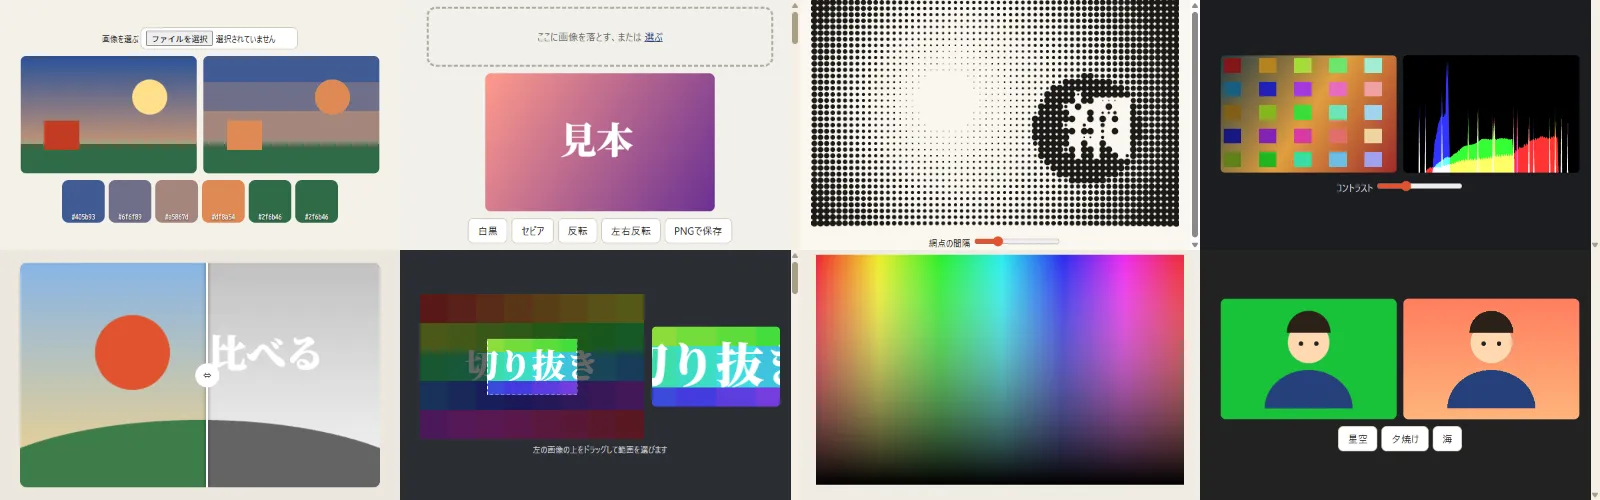 画像を選ぶ ファイルを選択 選択されていません
#405b93 #6f6f89 #a5867d #df8a54 #2f6b46 #2f6b46
ここに画像を落とす、または 選ぶ
見本
白黒 セピア 反転 左右反転 PNGで保存
網点の間隔
コントラスト
比べる
切り抜き
切り抜き
左の画像の上をドラッグして範囲を選びます
星空 夕焼け 海